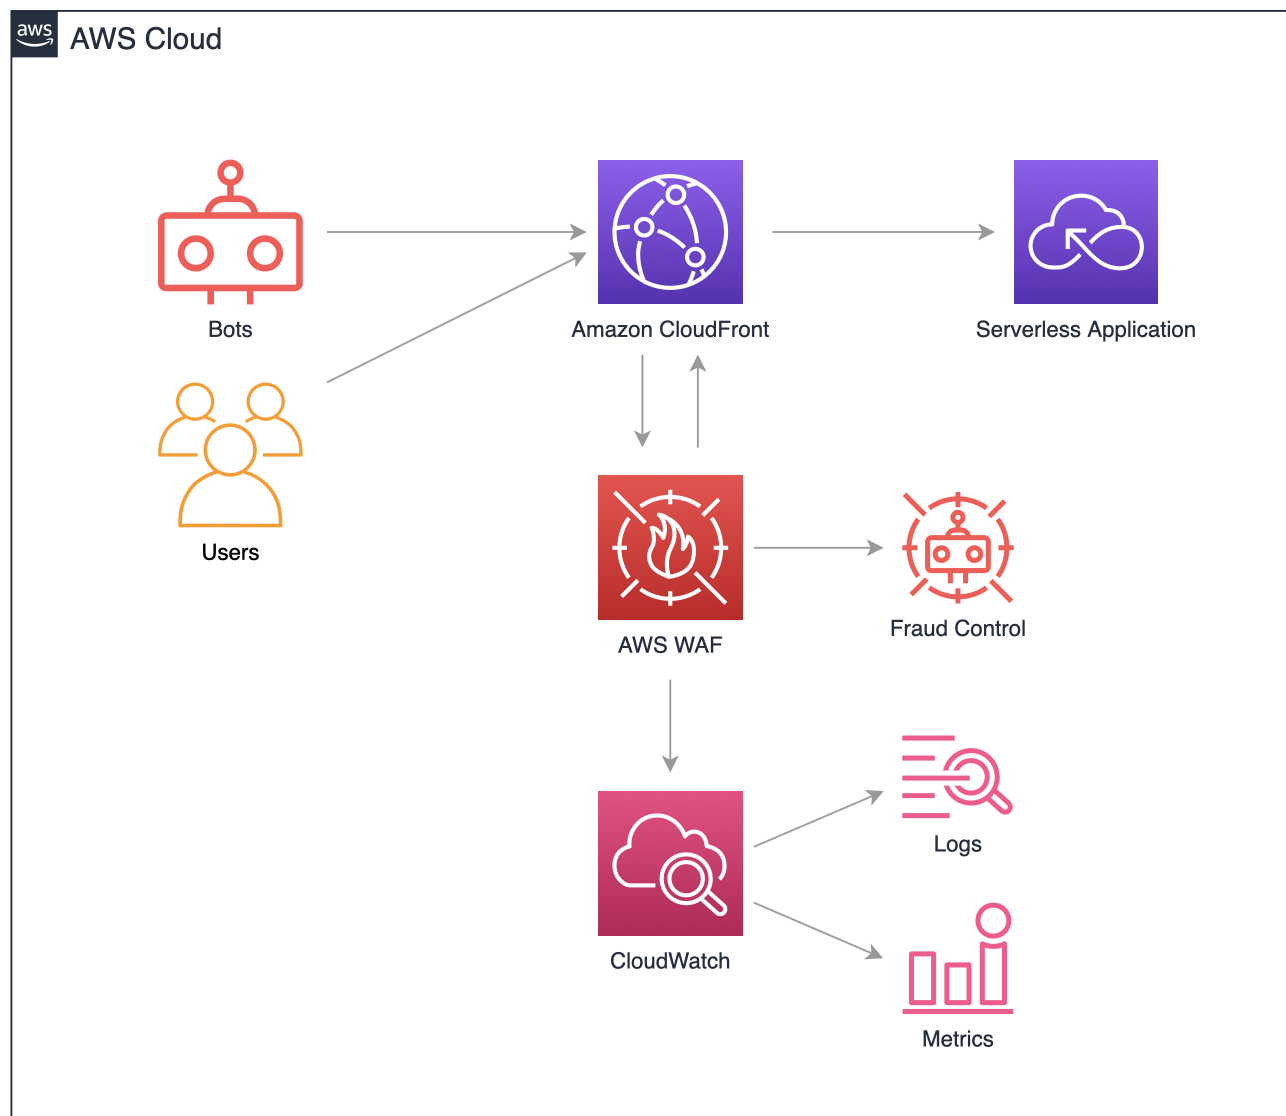 aws
AWS Cloud
Bots
Amazon CloudFront
Serverless Application
Users
AWS WAF
Fraud Control
Logs
CloudWatch
Metrics